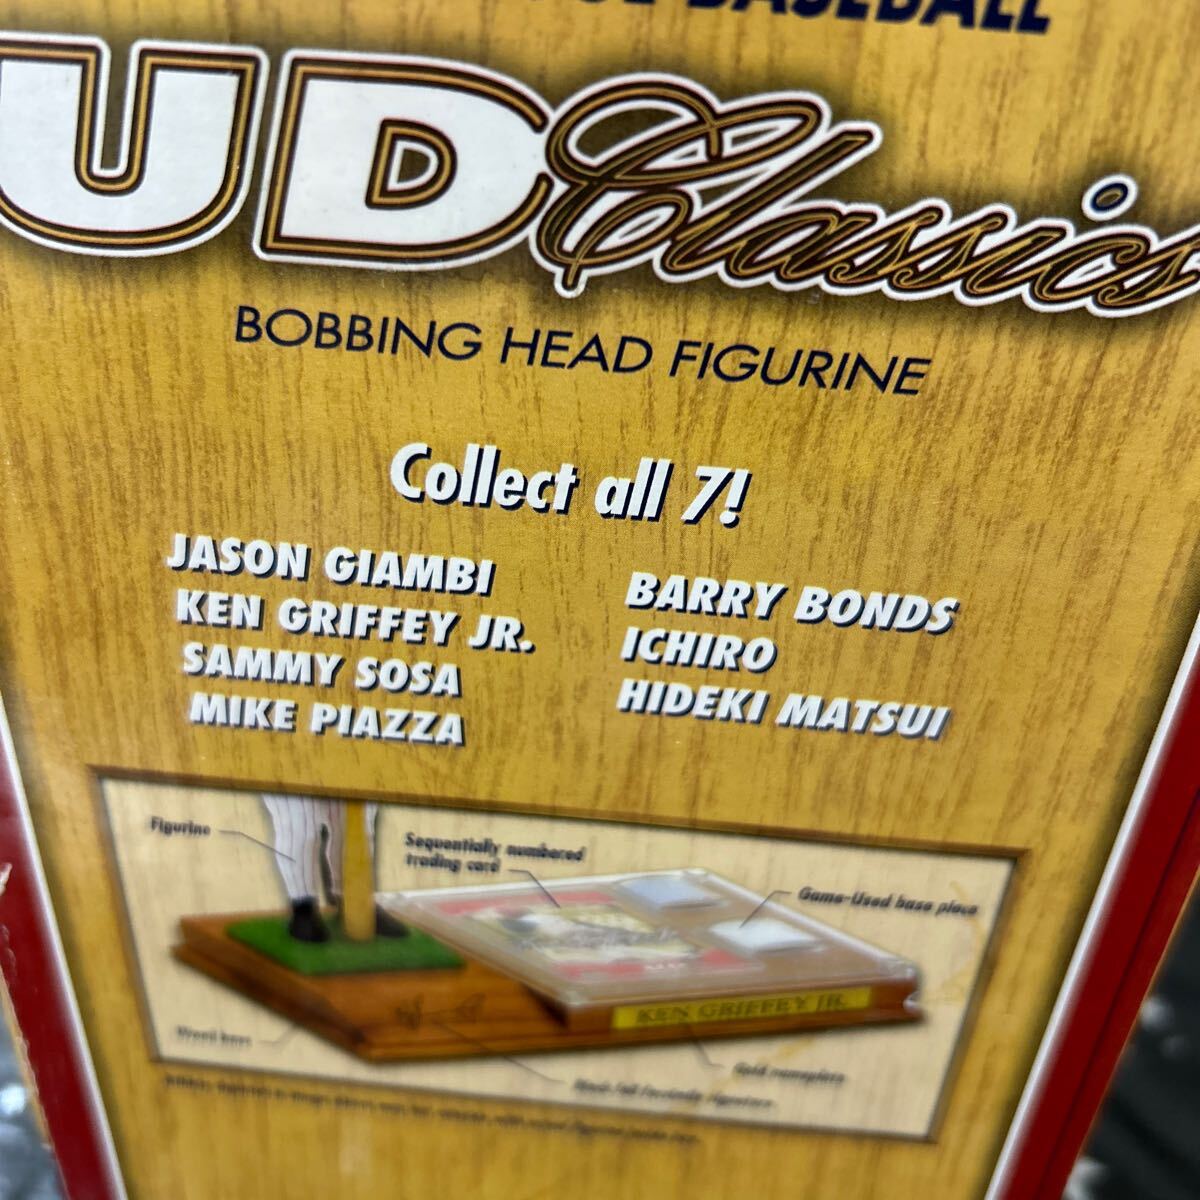 BASEBALL
UD Classics
BOBBING HEAD FIGURINE
Collect all 7!
JASON GIAMBI
KEN GRIFFEY JR.
SAMMY SOSA
MIKE PIAZZA
BARRY BONDS
ICHIRO
HIDEKI MATSUI
Figurine
Sequentially numbered
trading card
Game-Used base piece
KEN GRIFFEY JR.
Wood base
Gold nameplate